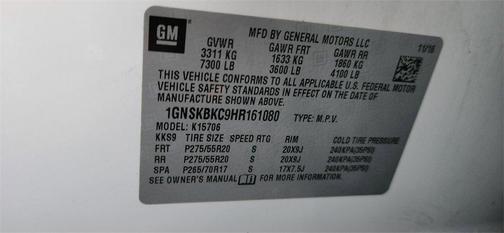 GM
MFD BY GENERAL MOTORS LLC
11/16
GVWR GAWR FRT GAWR RR
3311 KG 1633 KG 1860 KG
7300 LB 3600 LB 4100 LB
THIS VEHICLE CONFORMS TO ALL APPLICABLE U.S. FEDERAL MOTOR
VEHICLE SAFETY STANDARDS IN EFFECT ON THE DATE OF
MANUFACTURE SHOWN ABOVE.
1GNSKBKC9HR161080 TYPE: M.P.V.
MODEL: K15706
KKS9 TIRE SIZE SPEED RTG RIM COLD TIRE PRESSURE
FRT P275/55R20 S 20X9J 240KPA(35PSI)
RR P275/55R20 S 20X9J 240KPA(35PSI)
SPA P265/70R17 S 17X7.5J 240KPA(35PSI)
SEE OWNER'S MANUAL FOR MORE INFORMATION.